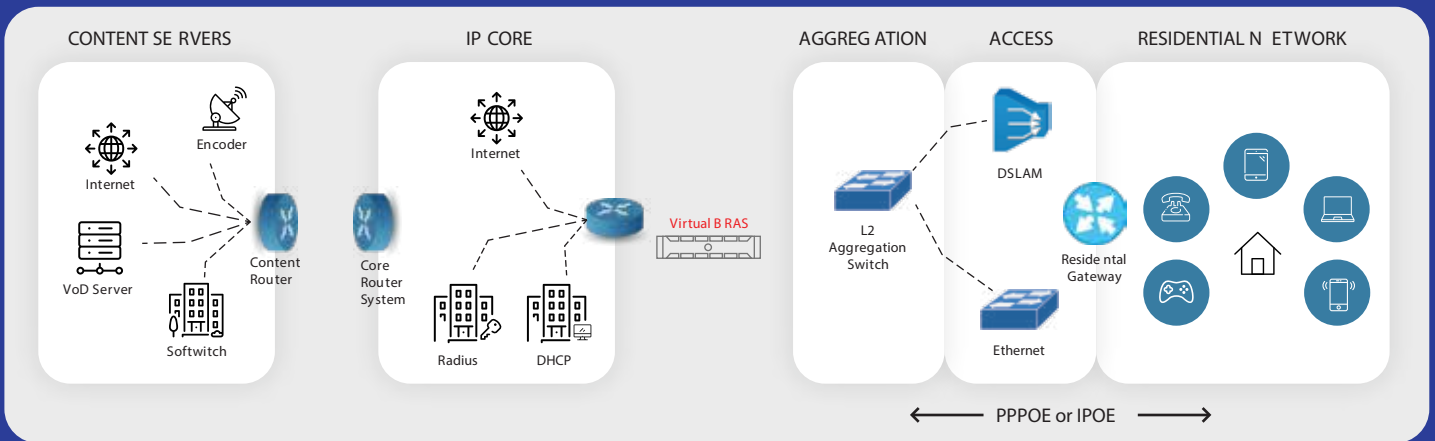 CONTENT SE RVERS
IP CORE
AGGREG ATION
ACCESS
RESIDENTIAL N ETWORK
Encoder
Internet
VoD Server
Softwitch
Content
Router
Core
Router
System
Internet
Radius
DHCP
Virtual B RAS
L2
Aggregation
Switch
DSLAM
Ethernet
Reside ntal
Gateway
PPPOE or IPOE